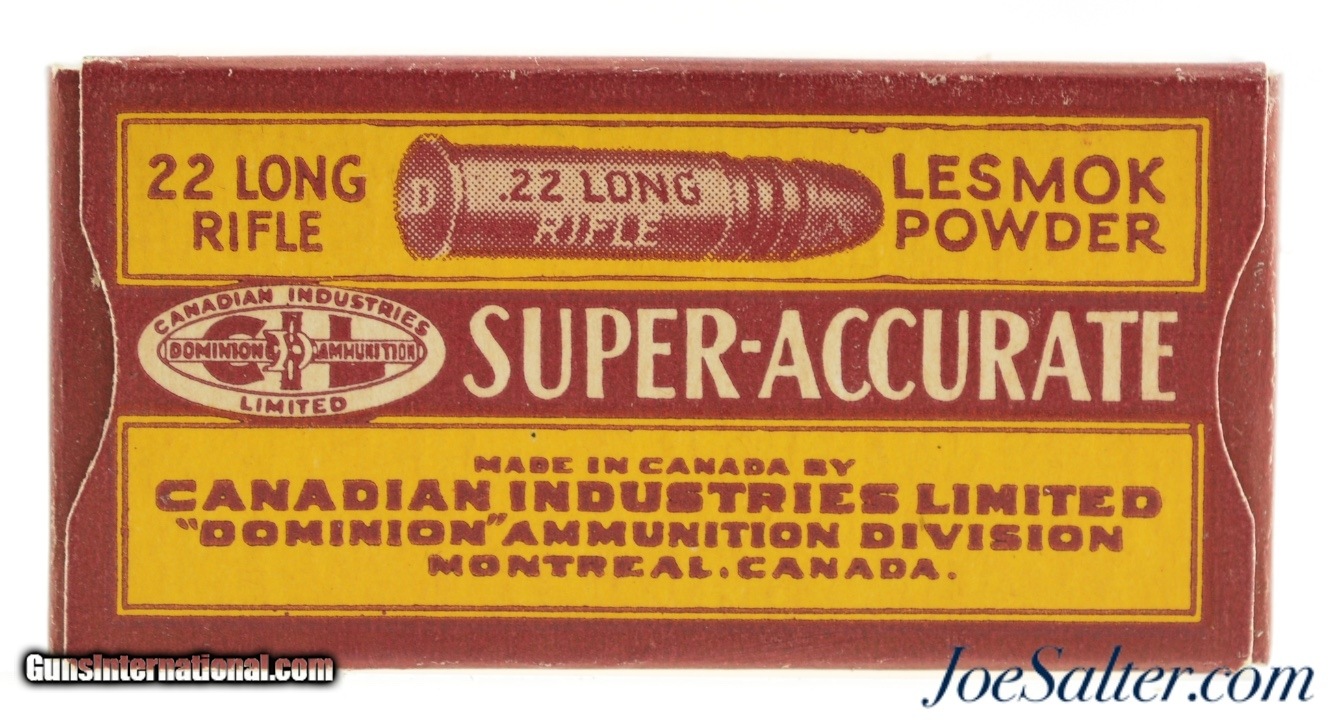 22 LONG
RIFLE
D
.22 LONG
RIFLE
LESMOK
POWDER
CANADIAN INDUSTRIES
CIL
DOMINION AMMUNITION
LIMITED
SUPER-ACCURATE
MADE IN CANADA BY
CANADIAN INDUSTRIES LIMITED
"DOMINION" AMMUNITION DIVISION
MONTREAL.CANADA.
GunsInternational.com
JoeSalter.com